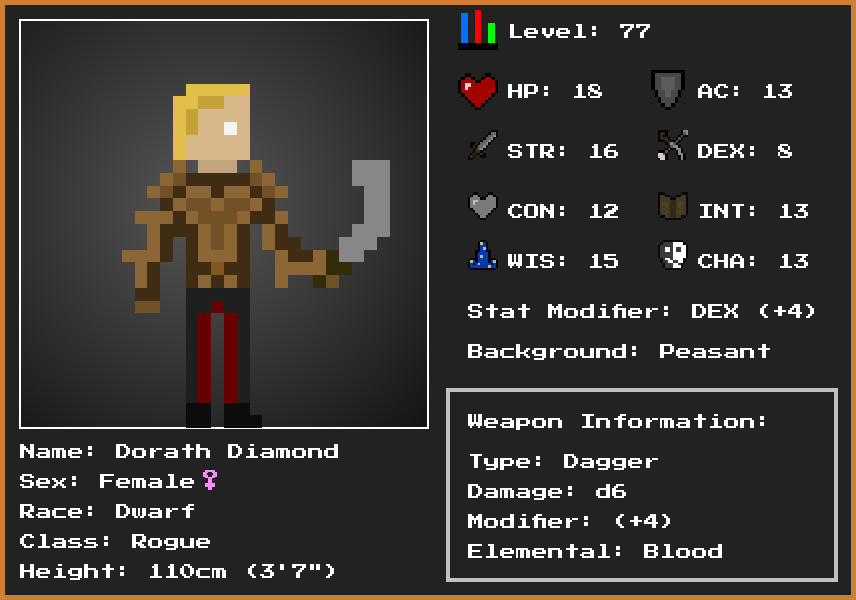 Level: 77
HP: 18 AC: 13
STR: 16 DEX: 8
CON: 12 INT: 13
WIS: 15 CHA: 13
Stat Modifier: DEX (+4)
Background: Peasant
Weapon Information:
Type: Dagger
Damage: d6
Modifier: (+4)
Elemental: Blood
Name: Dorath Diamond
Sex: Female♀
Race: Dwarf
Class: Rogue
Height: 110cm (3'7")